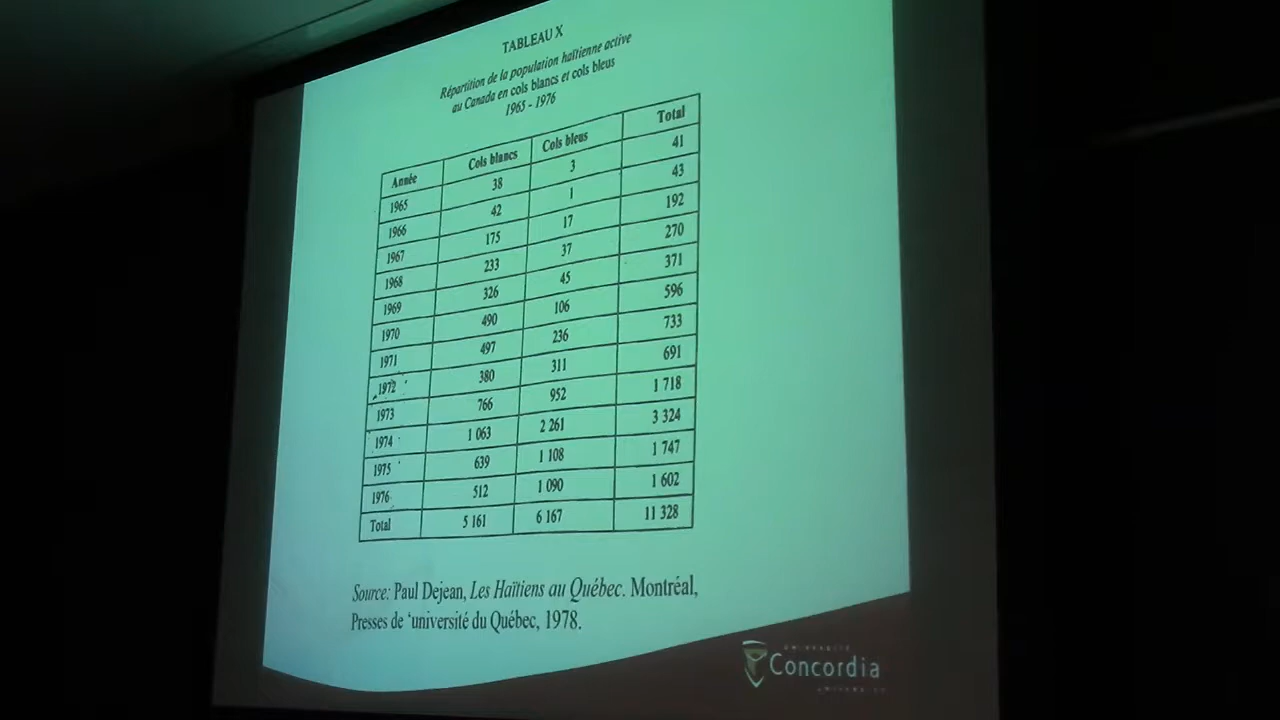 TABLEAU X
Répartition de la population haïtienne active
au Canada en cols blancs et cols bleus
1965 - 1976
Année Cols blancs Cols bleus Total
1965 38 3 41
1966 42 1 43
1967 175 17 192
1968 233 37 270
1969 326 45 371
1970 490 106 596
1971 497 236 733
1972 380 311 691
1973 766 952 1 718
1974 1 063 2 261 3 324
1975 639 1 108 1 747
1976 512 1 090 1 602
Total 5 161 6 167 11 328
Source: Paul Dejean, Les Haïtiens au Québec. Montréal,
Presses de ‘université du Québec, 1978.
UNIVERSITÉ
Concordia
UNIVERSITY